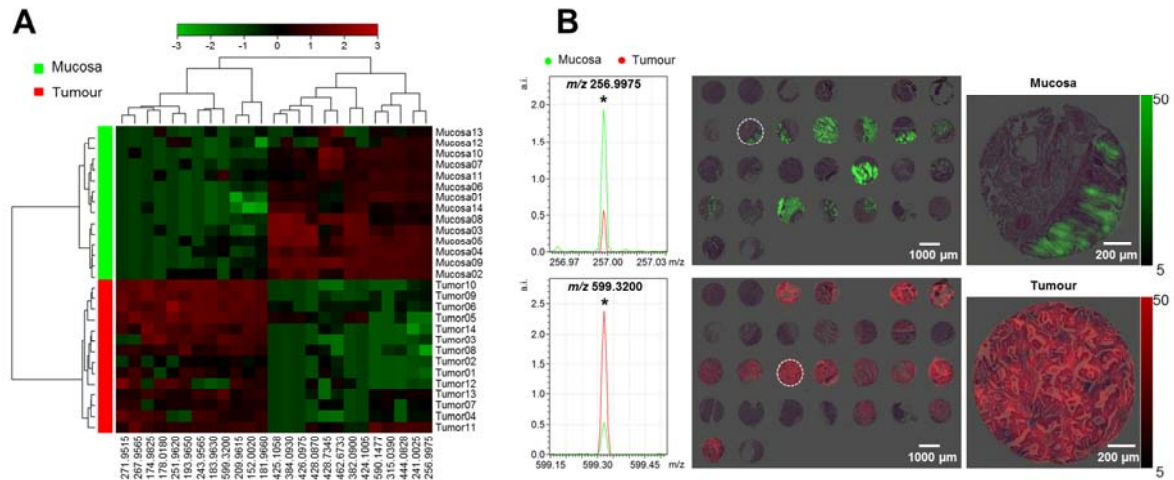 A
-3 -2 -1 0 1 2 3
Mucosa
Tumour
Mucosa13
Mucosa12
Mucosa10
Mucosa07
Mucosa11
Mucosa06
Mucosa01
Mucosa14
Mucosa08
Mucosa03
Mucosa05
Mucosa04
Mucosa09
Mucosa02
Tumor10
Tumor09
Tumor06
Tumor05
Tumor14
Tumor03
Tumor08
Tumor02
Tumor01
Tumor12
Tumor13
Tumor07
Tumor04
Tumor11
271.9515
267.9565
174.9825
178.0180
251.9620
193.9650
243.9565
183.9630
599.3200
209.9615
152.0020
181.9660
425.1058
384.0930
426.0975
428.0870
428.7345
462.6733
382.0900
424.1005
590.1477
315.0390
444.0828
241.0025
256.9975
B
Mucosa Tumour
a.i.
m/z 256.9975
*
2.0
1.5
1.0
0.5
0.0
256.97 257.00 257.03 m/z
1000 µm
Mucosa
200 µm
50
5
a.i.
m/z 599.3200
*
2.5
2.0
1.5
1.0
0.5
0.0
599.15 599.30 599.45 m/z
1000 µm
Tumour
200 µm
50
5